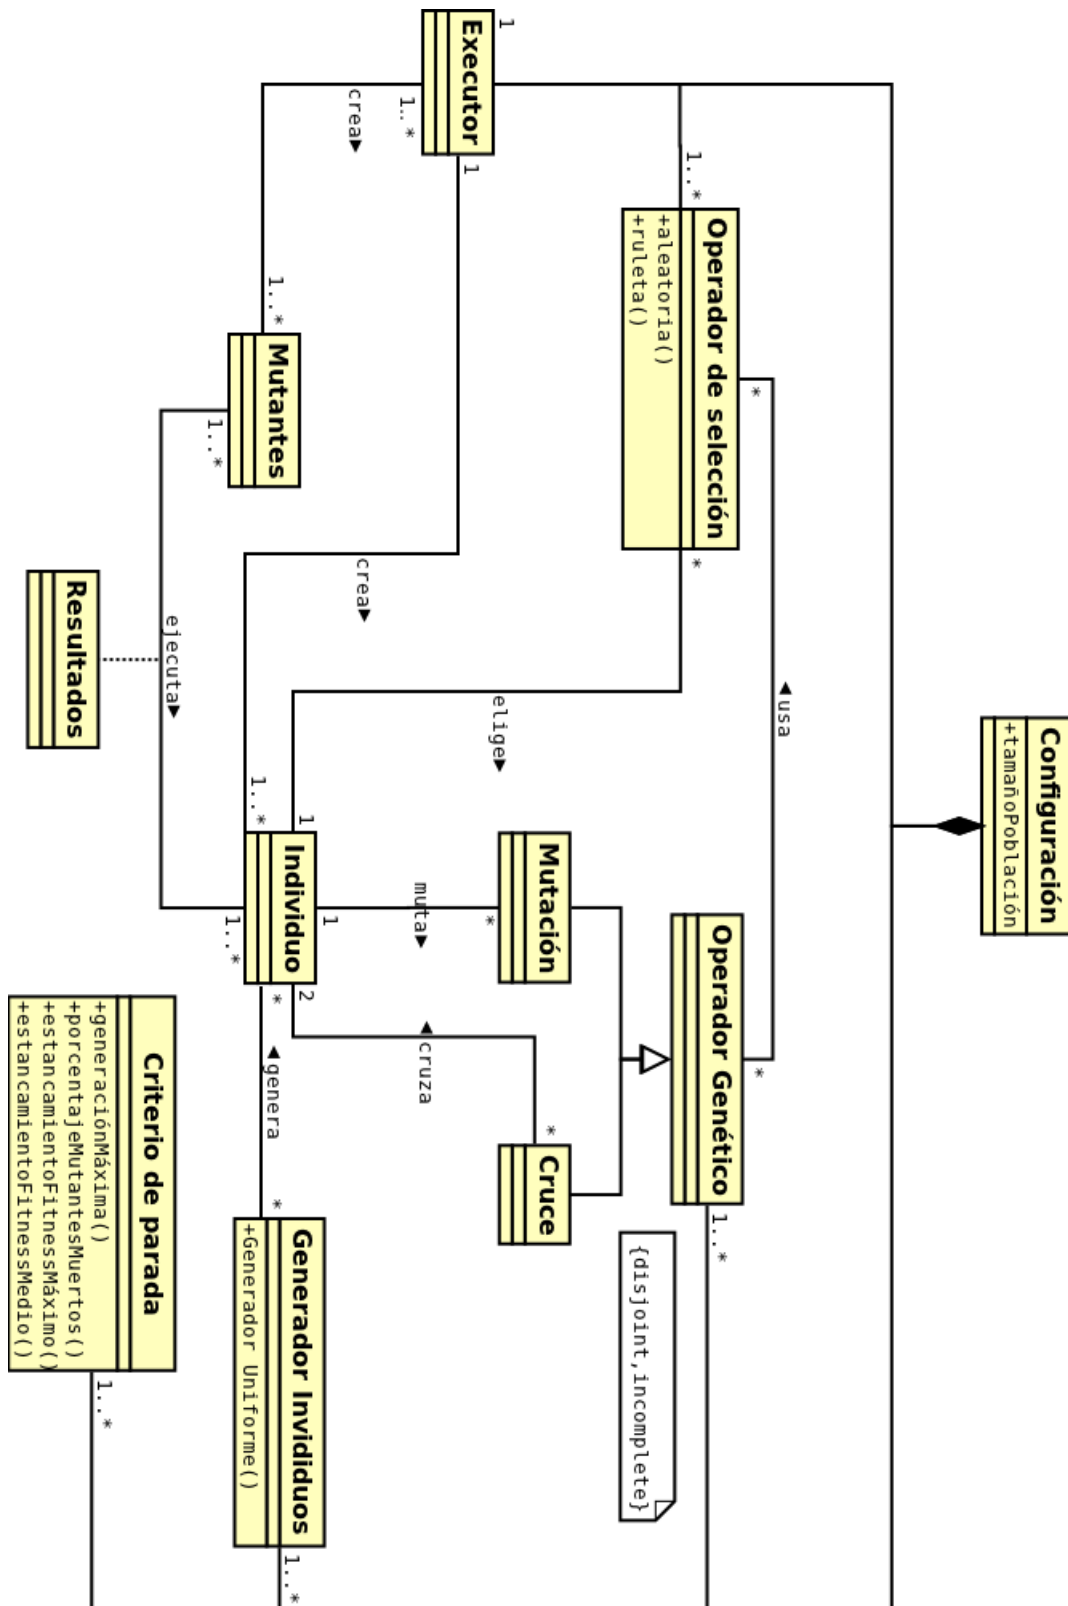 Configuración
+tamañoPoblación
◀usa
*
*
Executor
1
1..*
1
Operador de selección
+aleatoria()
+ruleta()
1..*
*
Operador Genético
1..*
{disjoint,incomplete}
elige▶
Mutación
*
muta▶
Cruce
*
◀cruza
crea▶
1..*
Mutantes
1..*
crea▶
1..*
1
1
2
Individuo
1..*
*
◀genera
*
Generador Invididuos
+Generador Uniforme()
1..*
ejecuta▶
Resultados
Criterio de parada
+generaciónMáxima()
+porcentajeMutantesMuertos()
+estancamientoFitnessMáximo()
+estancamientoFitnessMedio()
1..*